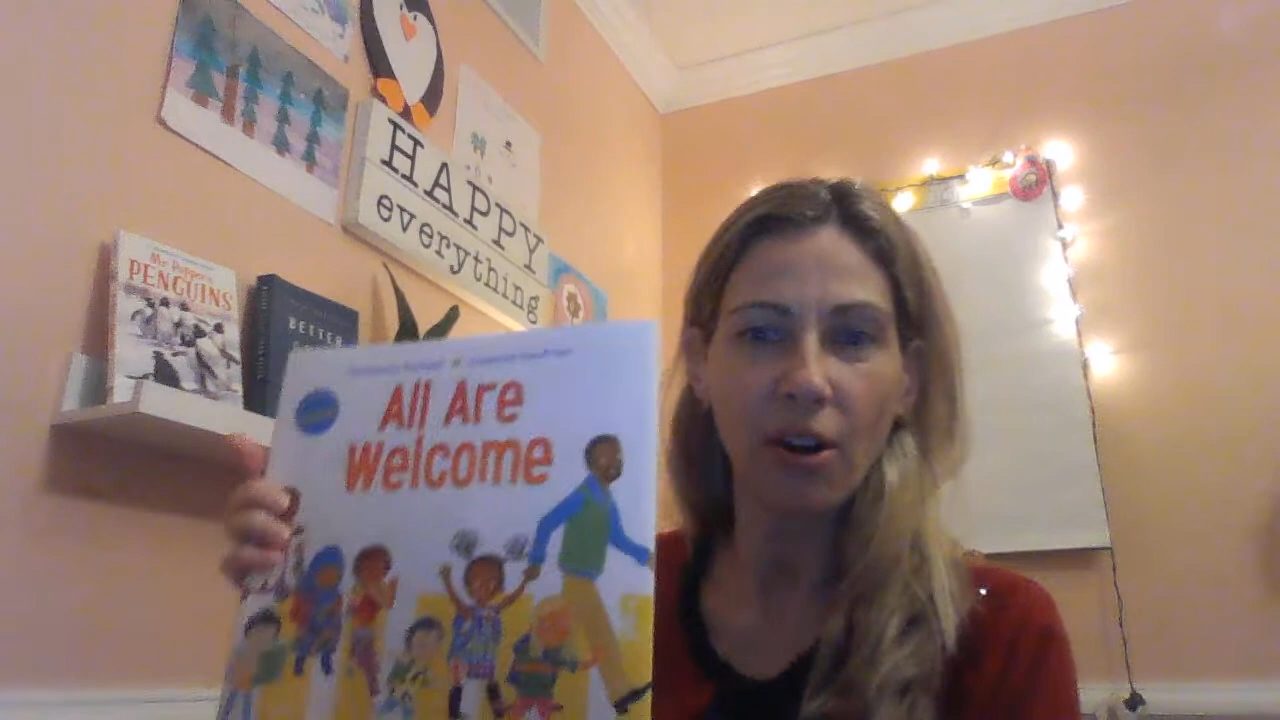 HAPPY
everything
Mr. Popper's
PENGUINS
BETTER
All Are
Welcome